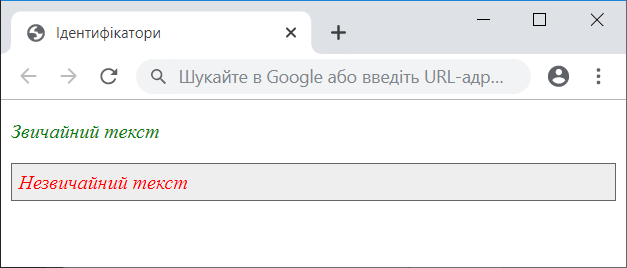 Ідентифікатори
Шукайте в Google або введіть URL-адр...
Звичайний текст
Незвичайний текст